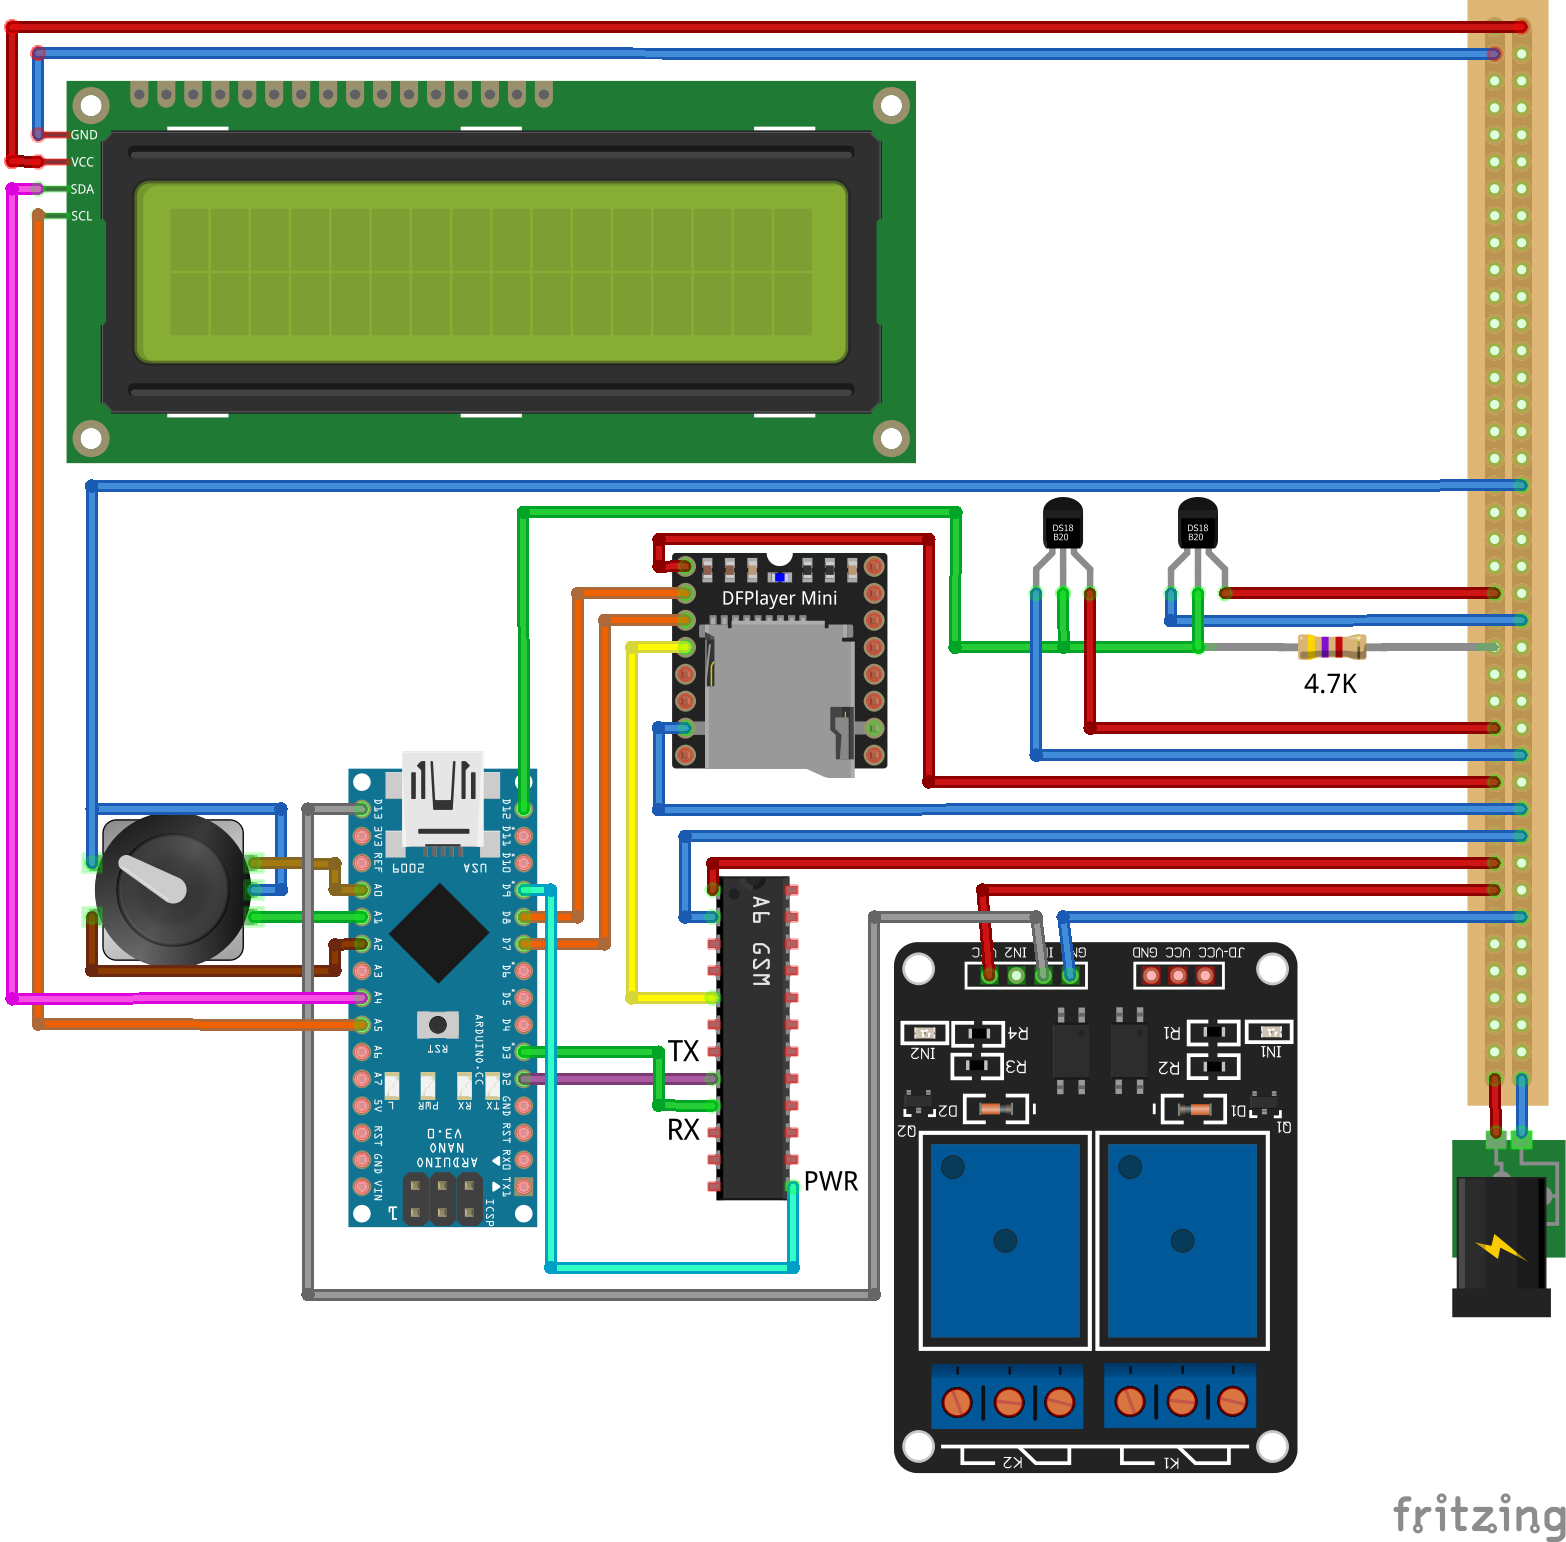 GND
VCC
SDA
SCL
DS18
B20
DS18
B20
DFPlayer Mini
4.7K
D13
3V3
REF
A0
A1
A2
A3
A4
A5
A6
A7
5V
RST
GND
VIN
D12
D11
D10
D9
D8
D7
D6
D5
D4
D3
D2
GND
RST
RX0
TX1
USA
2009
RST
ARDUINO.CC
L
PWR
RX
TX
ARDUINO
NANO
V3.0
ICSP
1
A6 GSM
TX
RX
PWR
IN2
GND VCC VCC JD-VCC
IN2
R4
R3
R1
R2
IN1
Q2
D2
D1
Q1
K2
K1
fritzing